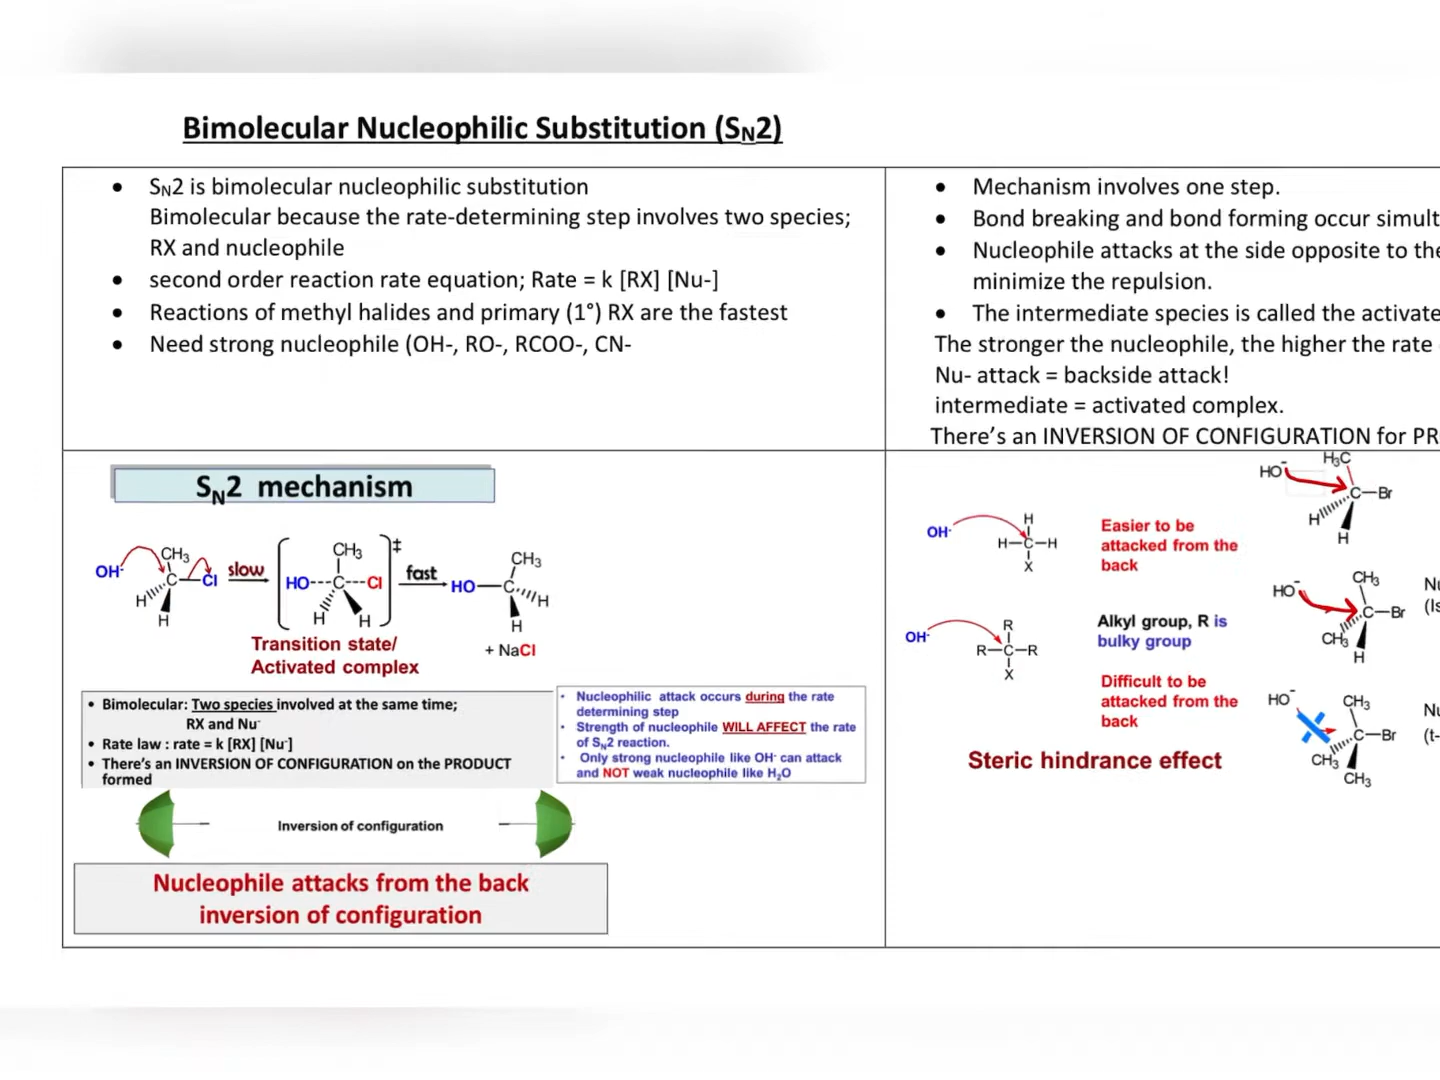 Bimolecular Nucleophilic Substitution (SN2)
• SN2 is bimolecular nucleophilic substitution
Bimolecular because the rate-determining step involves two species;
RX and nucleophile
• second order reaction rate equation; Rate = k [RX] [Nu-]
• Reactions of methyl halides and primary (1°) RX are the fastest
• Need strong nucleophile (OH-, RO-, RCOO-, CN-
• Mechanism involves one step.
• Bond breaking and bond forming occur simult
• Nucleophile attacks at the side opposite to the
minimize the repulsion.
• The intermediate species is called the activate
The stronger the nucleophile, the higher the rate
Nu- attack = backside attack!
intermediate = activated complex.
There's an INVERSION OF CONFIGURATION for PR
SN2 mechanism
OH- CH3 C Cl H H
slow
CH3 HO---C---Cl H H ‡
fast
CH3 HO—C H H
Transition state/
Activated complex
+ NaCl
• Bimolecular: Two species involved at the same time;
RX and Nu-
• Rate law : rate = k [RX] [Nu-]
• There's an INVERSION OF CONFIGURATION on the PRODUCT
formed
• Nucleophilic attack occurs during the rate
determining step
• Strength of nucleophile WILL AFFECT the rate
of SN2 reaction.
• Only strong nucleophile like OH- can attack
and NOT weak nucleophile like H2O
Inversion of configuration
Nucleophile attacks from the back
inversion of configuration
OH-
H
H—C—H
X
Easier to be
attacked from the
back
OH-
R
R—C—R
X
Alkyl group, R is
bulky group
Difficult to be
attacked from the
back
Steric hindrance effect
HO- H3C
C—Br
H
H
HO- CH3
C—Br
CH3
H
Nu
(Is
HO- CH3
C—Br
CH3
CH3
Nu
(t-